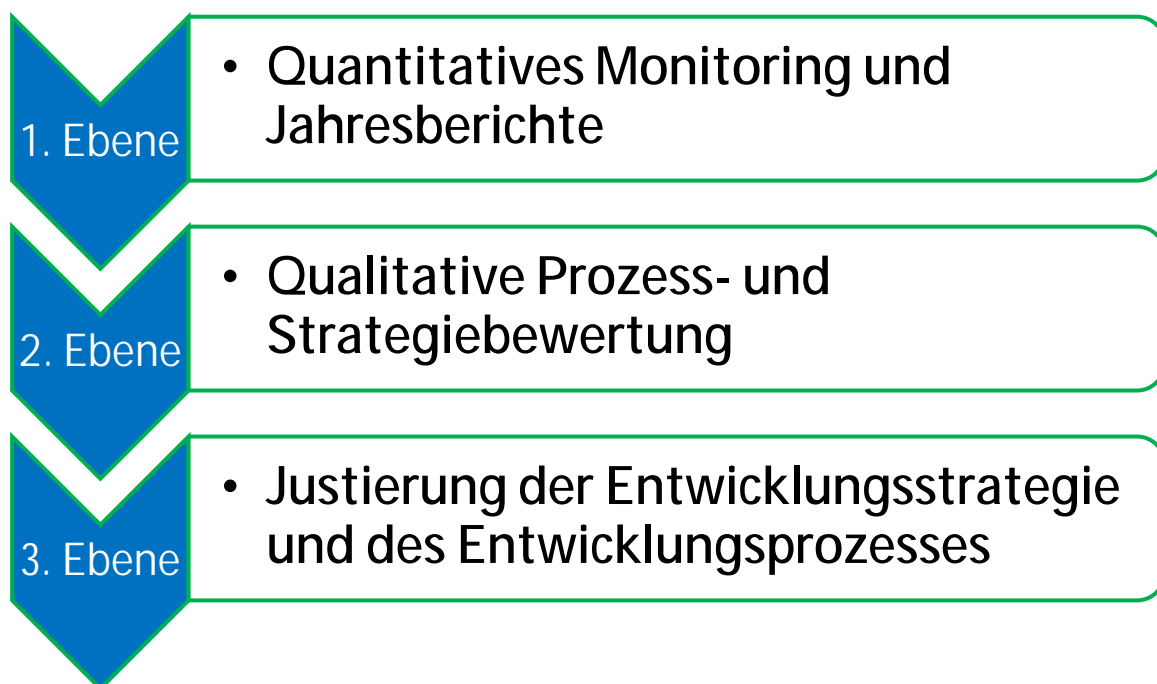 1. Ebene
• Quantitatives Monitoring und
Jahresberichte
2. Ebene
• Qualitative Prozess- und
Strategiebewertung
3. Ebene
• Justierung der Entwicklungsstrategie
und des Entwicklungsprozesses